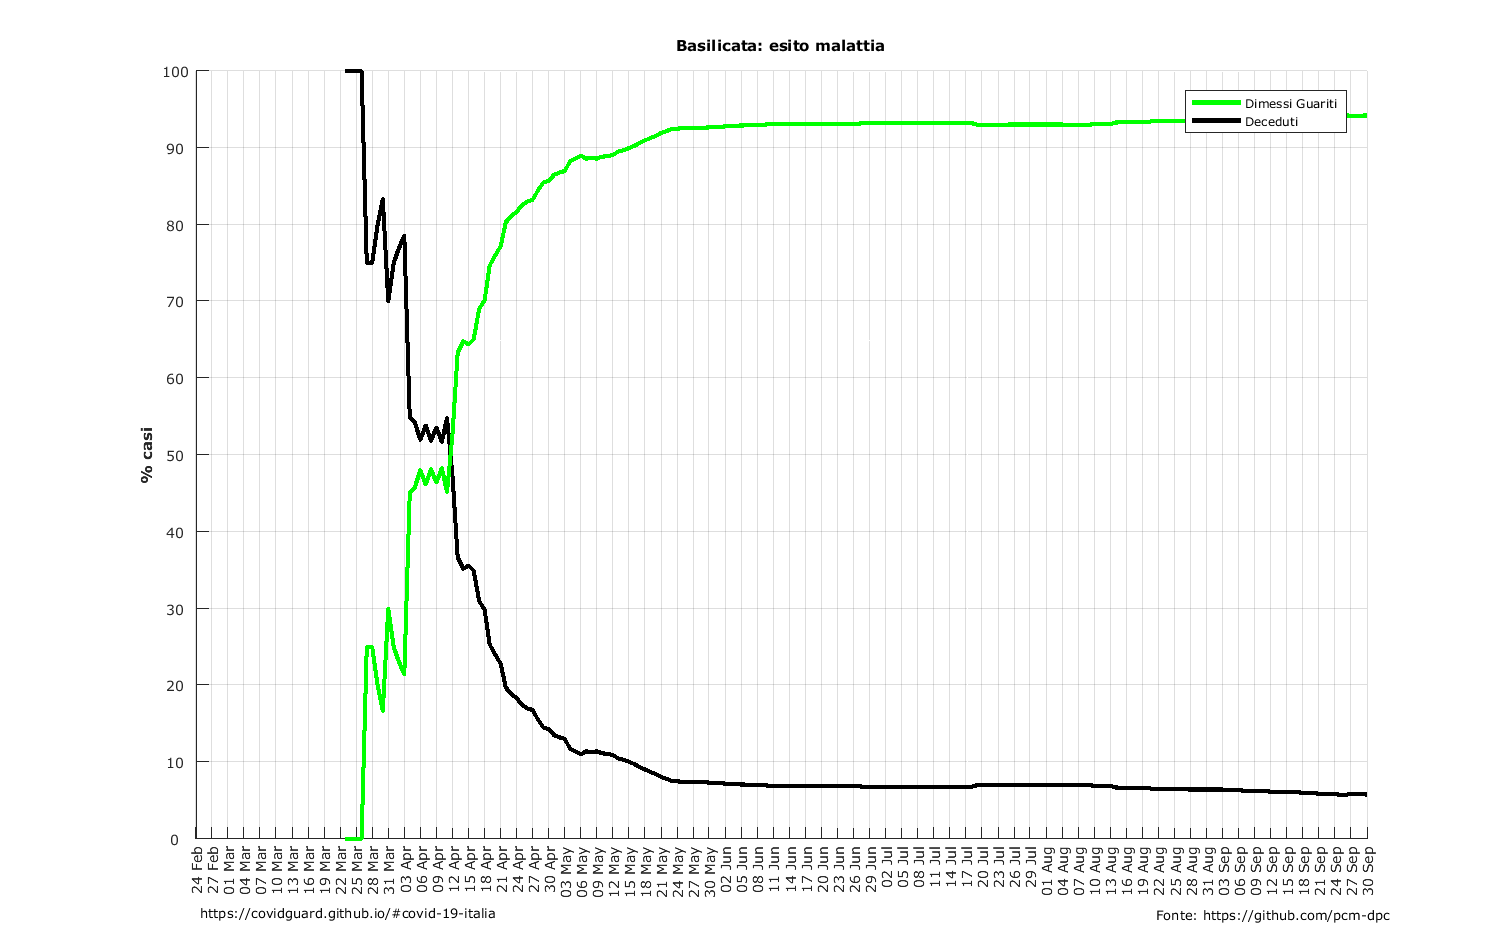 Basilicata: esito malattia
% casi
100
90
80
70
60
50
40
30
20
10
0
Dimessi Guariti
Deceduti
24 Feb
27 Feb
01 Mar
04 Mar
07 Mar
10 Mar
13 Mar
16 Mar
19 Mar
22 Mar
25 Mar
28 Mar
31 Mar
03 Apr
06 Apr
09 Apr
12 Apr
15 Apr
18 Apr
21 Apr
24 Apr
27 Apr
30 Apr
03 May
06 May
09 May
12 May
15 May
18 May
21 May
24 May
27 May
30 May
02 Jun
05 Jun
08 Jun
11 Jun
14 Jun
17 Jun
20 Jun
23 Jun
26 Jun
29 Jun
02 Jul
05 Jul
08 Jul
11 Jul
14 Jul
17 Jul
20 Jul
23 Jul
26 Jul
29 Jul
01 Aug
04 Aug
07 Aug
10 Aug
13 Aug
16 Aug
19 Aug
22 Aug
25 Aug
28 Aug
31 Aug
03 Sep
06 Sep
09 Sep
12 Sep
15 Sep
18 Sep
21 Sep
24 Sep
27 Sep
30 Sep
https://covidguard.github.io/#covid-19-italia
Fonte: https://github.com/pcm-dpc